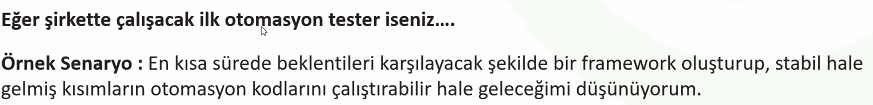 Eğer şirkette çalışacak ilk otomasyon tester iseniz....
Örnek Senaryo : En kısa sürede beklentileri karşılayacak şekilde bir framework oluşturup, stabil hale
gelmiş kısımların otomasyon kodlarını çalıştırabilir hale geleceğimi düşünüyorum.